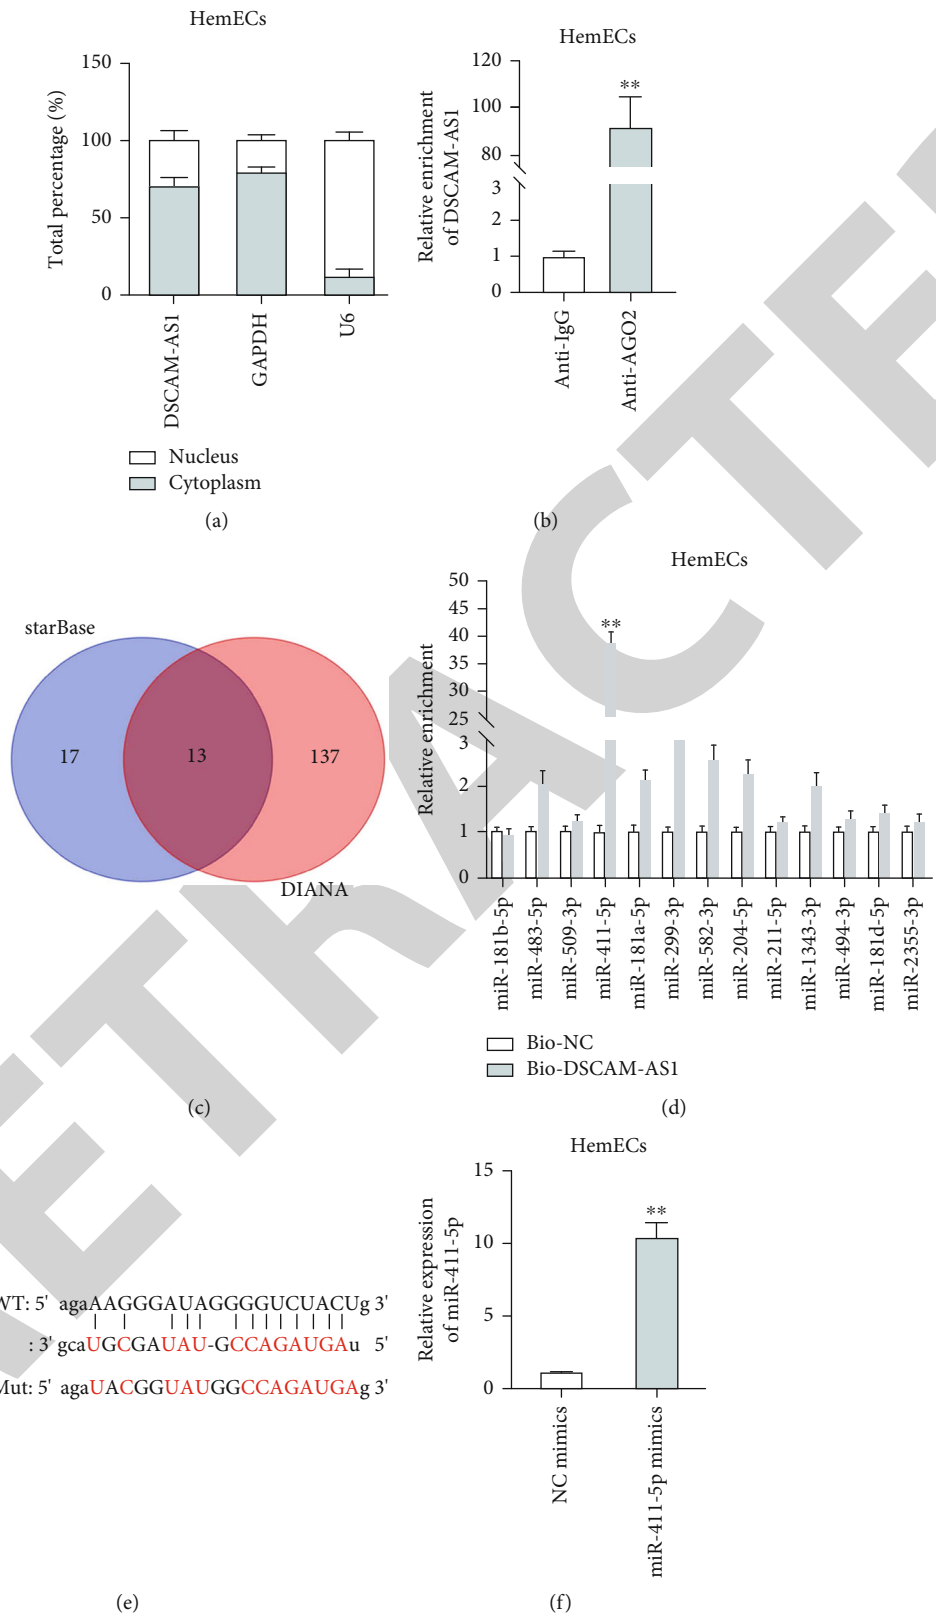 HemECs
Total percentage (%)
150
100
50
0
DSCAM-AS1
GAPDH
U6
Nucleus
Cytoplasm
(a)
HemECs
Relative enrichment
of DSCAM-AS1
120
100
80
3
2
1
0
**
Anti-IgG
Anti-AGO2
(b)
starBase
17
13
137
DIANA
(c)
HemECs
Relative enrichment
50
45
40
35
30
25
3
2
1
0
**
miR-181b-5p
miR-483-5p
miR-509-3p
miR-411-5p
miR-181a-5p
miR-299-3p
miR-582-3p
miR-204-5p
miR-211-5p
miR-1343-3p
miR-494-3p
miR-181d-5p
miR-2355-3p
Bio-NC
Bio-DSCAM-AS1
(d)
WT: 5' agaAAGGGAUAGGGGUCUACUg 3'
: 3' gcaUGCGAUAU-GCCAGAUGAu 5'
Mut: 5' agaUACGGUAUGGCCAGAUGAg 3'
(e)
HemECs
Relative expression
of miR-411-5p
15
10
5
0
**
NC mimics
miR-411-5p mimics
(f)
RETRACTED